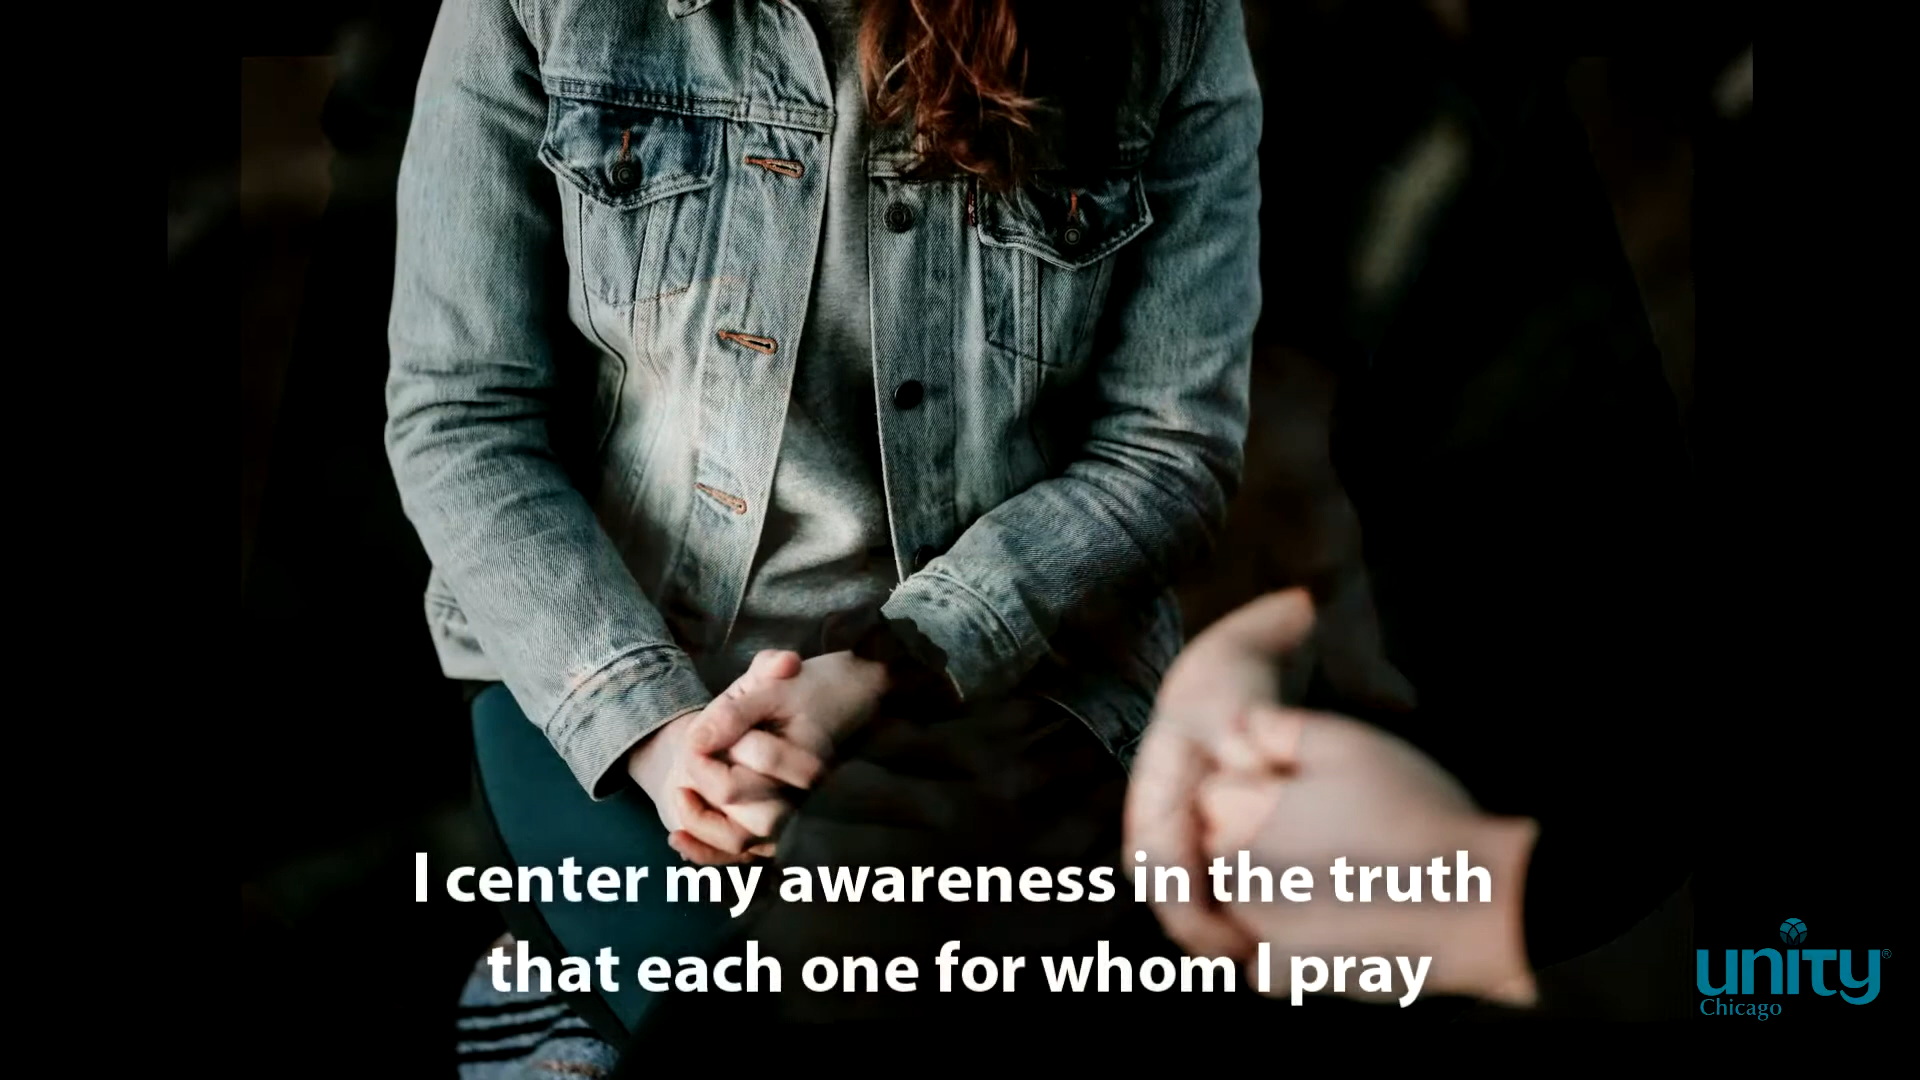 I center my awareness in the truth
that each one for whom I pray
unity®
Chicago